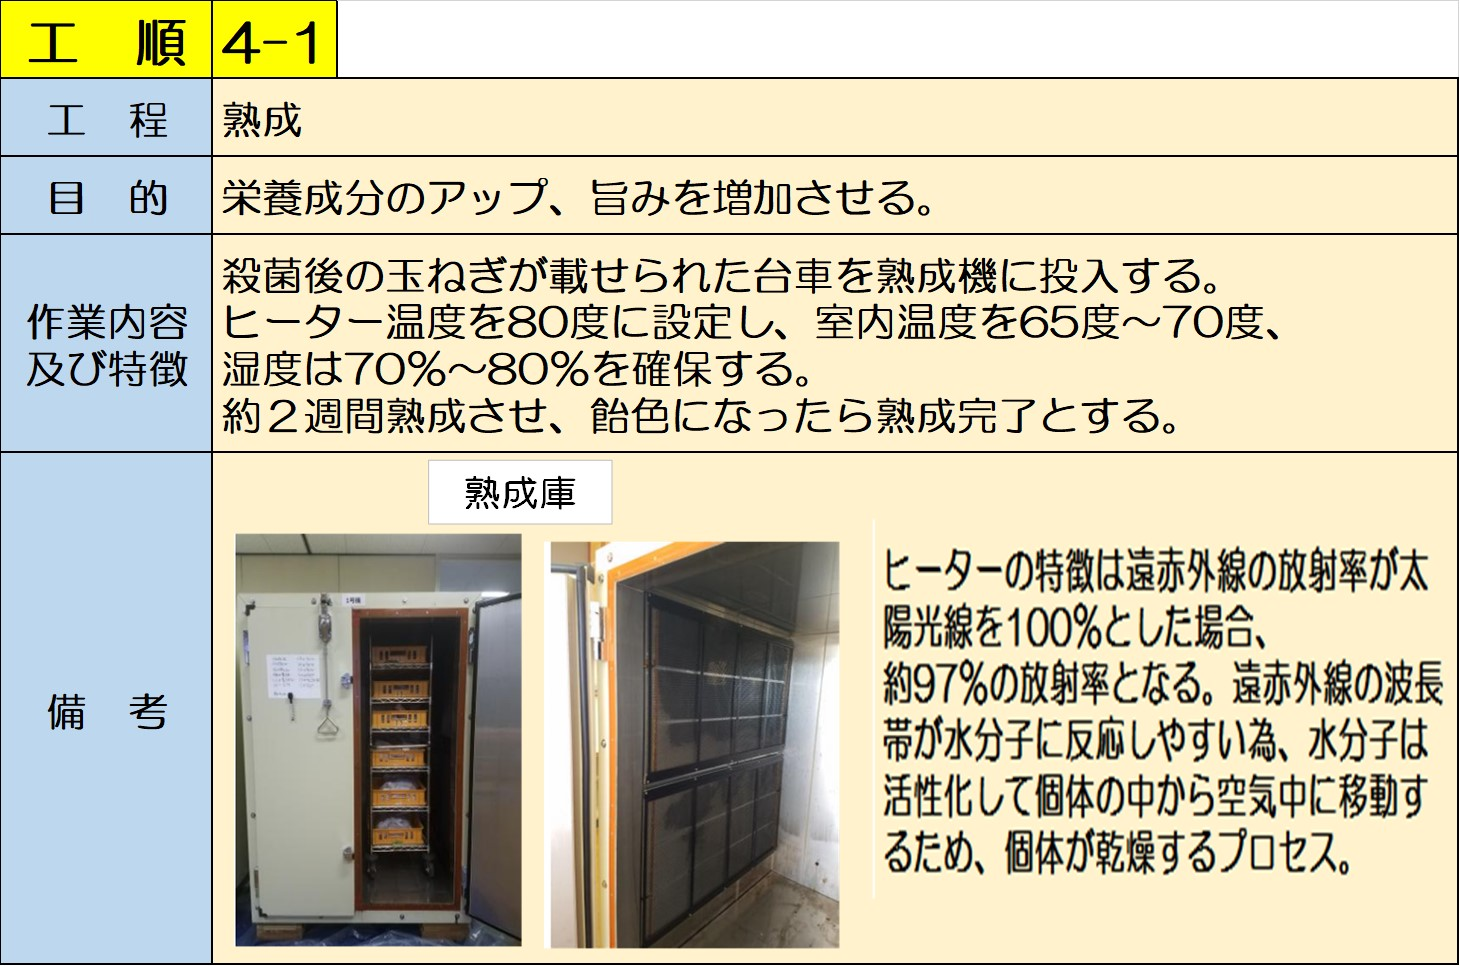 工　順 4-1
工　程 熟成
目　的 栄養成分のアップ、旨みを増加させる。
作業内容
及び特徴
殺菌後の玉ねぎが載せられた台車を熟成機に投入する。
ヒーター温度を80度に設定し、室内温度を65度～70度、
湿度は70％～80％を確保する。
約２週間熟成させ、飴色になったら熟成完了とする。
備　考
熟成庫
1号機
ヒーターの特徴は遠赤外線の放射率が太
陽光線を100％とした場合、
約97％の放射率となる。遠赤外線の波長
帯が水分子に反応しやすい為、水分子は
活性化して個体の中から空気中に移動す
るため、個体が乾燥するプロセス。